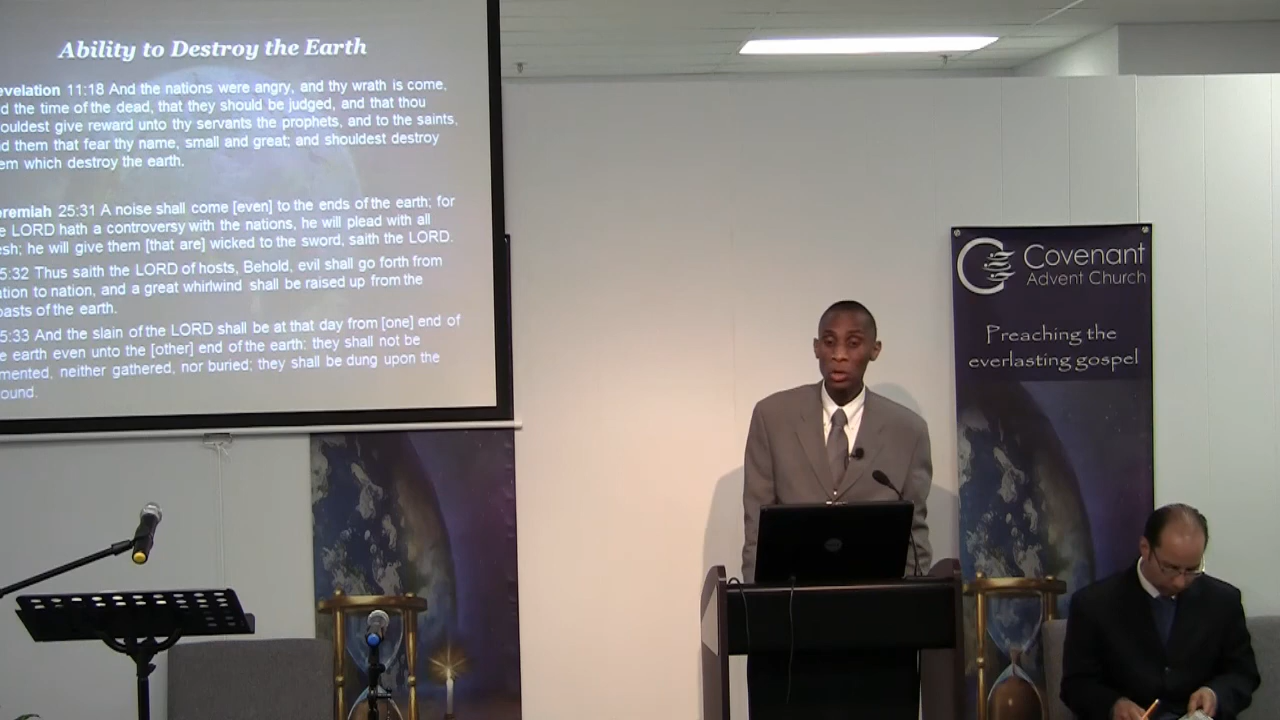 Ability to Destroy the Earth
evelation 11:18 And the nations were angry, and thy wrath is come,
d the time of the dead, that they should be judged, and that thou
ouldest give reward unto thy servants the prophets, and to the saints,
d them that fear thy name, small and great; and shouldest destroy
em which destroy the earth.
eremiah 25:31 A noise shall come [even] to the ends of the earth; for
e LORD hath a controversy with the nations, he will plead with all
esh; he will give them [that are] wicked to the sword, saith the LORD.
5:32 Thus saith the LORD of hosts, Behold, evil shall go forth from
ation to nation, and a great whirlwind shall be raised up from the
oasts of the earth.
5:33 And the slain of the LORD shall be at that day from [one] end of
e earth even unto the [other] end of the earth: they shall not be
mented, neither gathered, nor buried; they shall be dung upon the
ound.
Covenant
Advent Church
Preaching the
everlasting gospel